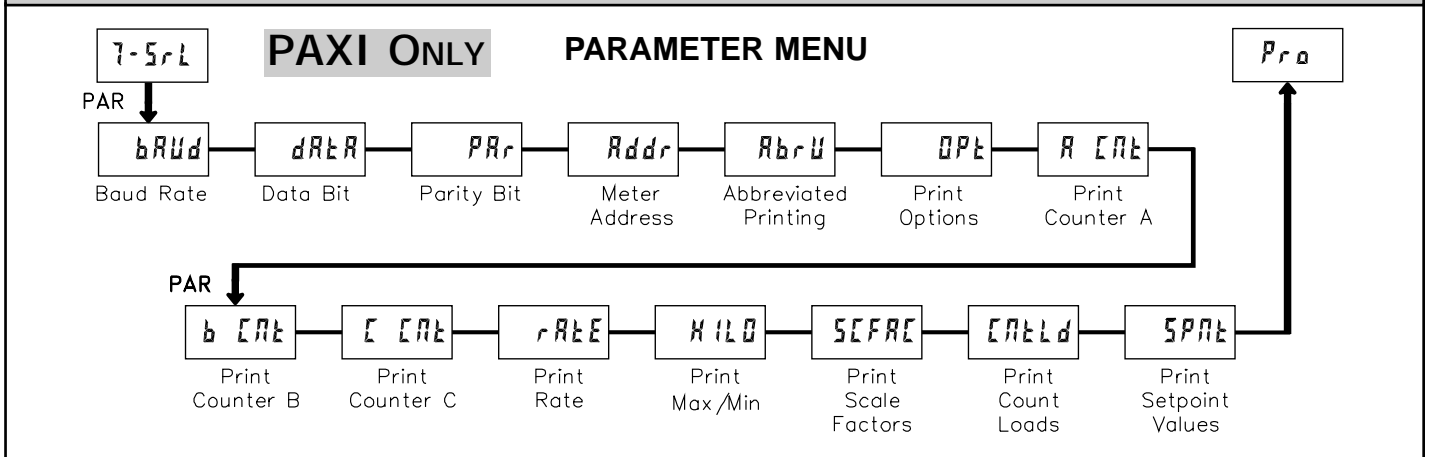 7-SrL
PAXI ONLY
PARAMETER MENU
Pro
PAR
bAUd
dAtA
PAr
Addr
AbrU
OPt
A CNt
Baud Rate
Data Bit
Parity Bit
Meter
Address
Abbreviated
Printing
Print
Options
Print
Counter A
PAR
b CNt
C CNt
rAtE
HILO
SCFAC
CNtLd
SPNt
Print
Counter B
Print
Counter C
Print
Rate
Print
Max/Min
Print
Scale
Factors
Print
Count
Loads
Print
Setpoint
Values